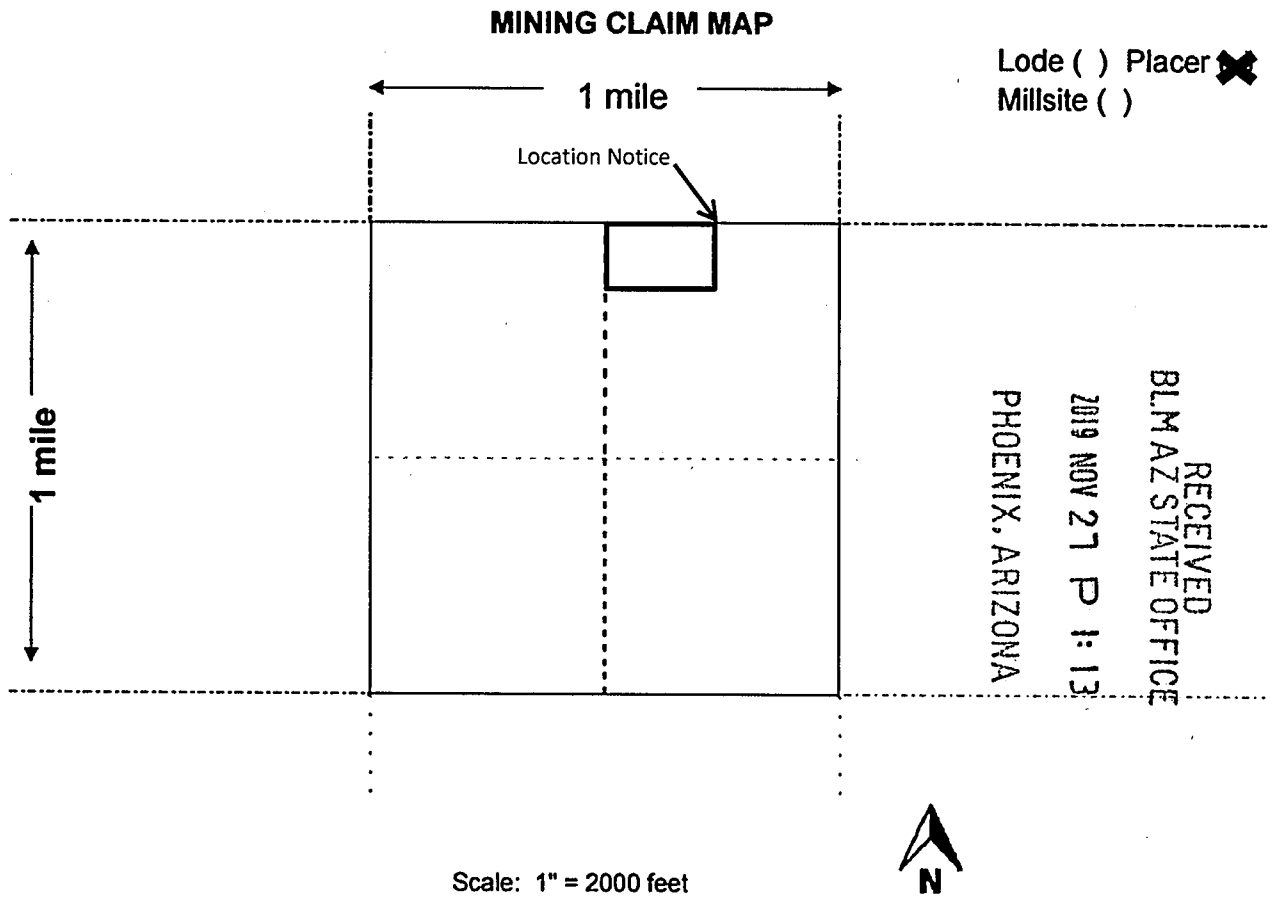 MINING CLAIM MAP
Lode ( ) Placer
Millsite ( )
1 mile
Location Notice
1 mile
RECEIVED
BLM AZ STATE OFFICE
2019 NOV 27 P 1:13
PHOENIX, ARIZONA
N
Scale: 1" = 2000 feet